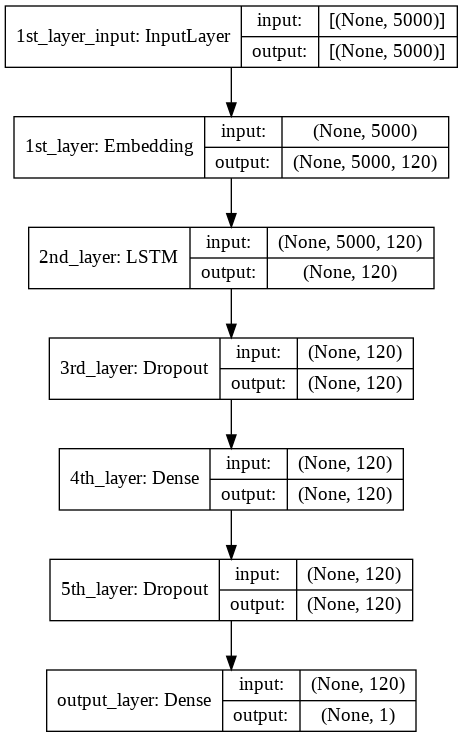 1st_layer_input: InputLayer input: [(None, 5000)]
output: [(None, 5000)]
1st_layer: Embedding input: (None, 5000)
output: (None, 5000, 120)
2nd_layer: LSTM input: (None, 5000, 120)
output: (None, 120)
3rd_layer: Dropout input: (None, 120)
output: (None, 120)
4th_layer: Dense input: (None, 120)
output: (None, 120)
5th_layer: Dropout input: (None, 120)
output: (None, 120)
output_layer: Dense input: (None, 120)
output: (None, 1)